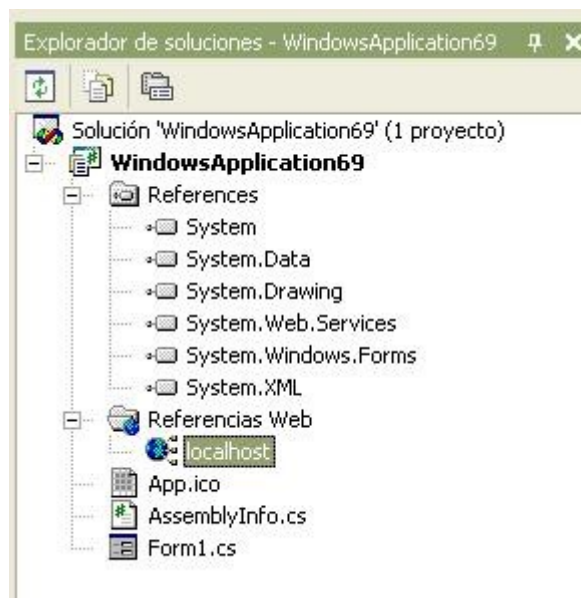 Explorador de soluciones - WindowsApplication69
Solución 'WindowsApplication69' (1 proyecto)
WindowsApplication69
References
System
System.Data
System.Drawing
System.Web.Services
System.Windows.Forms
System.XML
Referencias Web
localhost
App.ico
AssemblyInfo.cs
Form1.cs